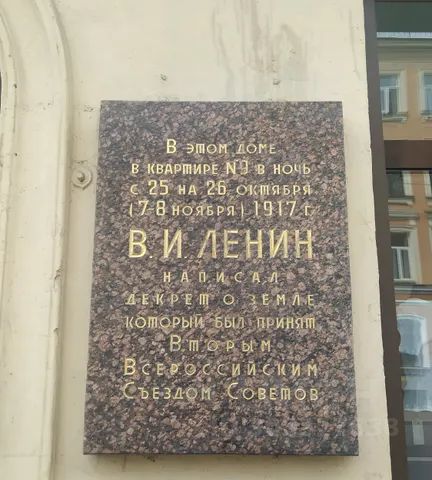 В этом доме
в квартире №9 в ночь
с 25 на 26 октября
(7-8 ноября) 1917 г.
В. И. ЛЕНИН
написал
декрет о земле
который был принят
Вторым
Всероссийским
Съездом Советов